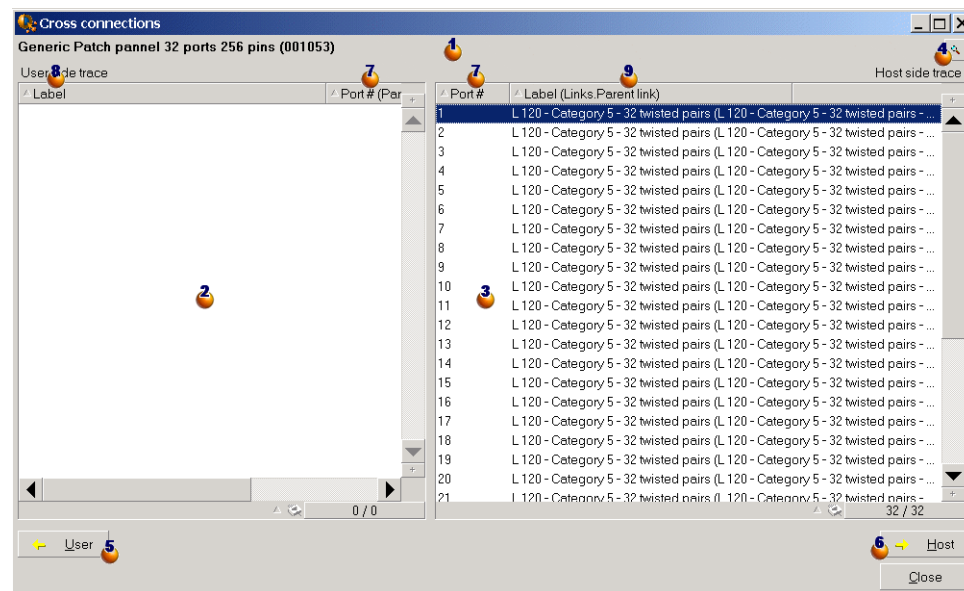 Cross connections
Generic Patch pannel 32 ports 256 pins (001053)
1
4
User
de trace
8
7
7
9
Host side trace
Label
Port # (Par
Port #
Label (Links.Parent link)
1 L 120 - Category 5 - 32 twisted pairs (L 120 - Category 5 - 32 twisted pairs - ...
2 L 120 - Category 5 - 32 twisted pairs (L 120 - Category 5 - 32 twisted pairs - ...
3 L 120 - Category 5 - 32 twisted pairs (L 120 - Category 5 - 32 twisted pairs - ...
4 L 120 - Category 5 - 32 twisted pairs (L 120 - Category 5 - 32 twisted pairs - ...
5 L 120 - Category 5 - 32 twisted pairs (L 120 - Category 5 - 32 twisted pairs - ...
6 L 120 - Category 5 - 32 twisted pairs (L 120 - Category 5 - 32 twisted pairs - ...
7 L 120 - Category 5 - 32 twisted pairs (L 120 - Category 5 - 32 twisted pairs - ...
8 L 120 - Category 5 - 32 twisted pairs (L 120 - Category 5 - 32 twisted pairs - ...
9 L 120 - Category 5 - 32 twisted pairs (L 120 - Category 5 - 32 twisted pairs - ...
2
3
10 L 120 - Category 5 - 32 twisted pairs (L 120 - Category 5 - 32 twisted pairs - ...
11 L 120 - Category 5 - 32 twisted pairs (L 120 - Category 5 - 32 twisted pairs - ...
12 L 120 - Category 5 - 32 twisted pairs (L 120 - Category 5 - 32 twisted pairs - ...
13 L 120 - Category 5 - 32 twisted pairs (L 120 - Category 5 - 32 twisted pairs - ...
14 L 120 - Category 5 - 32 twisted pairs (L 120 - Category 5 - 32 twisted pairs - ...
15 L 120 - Category 5 - 32 twisted pairs (L 120 - Category 5 - 32 twisted pairs - ...
16 L 120 - Category 5 - 32 twisted pairs (L 120 - Category 5 - 32 twisted pairs - ...
17 L 120 - Category 5 - 32 twisted pairs (L 120 - Category 5 - 32 twisted pairs - ...
18 L 120 - Category 5 - 32 twisted pairs (L 120 - Category 5 - 32 twisted pairs - ...
19 L 120 - Category 5 - 32 twisted pairs (L 120 - Category 5 - 32 twisted pairs - ...
20 L 120 - Category 5 - 32 twisted pairs (L 120 - Category 5 - 32 twisted pairs - ...
21 L 120 - Category 5 - 32 twisted pairs (L 120 - Category 5 - 32 twisted pairs -
0 / 0
32 / 32
User
5
6
Host
Close